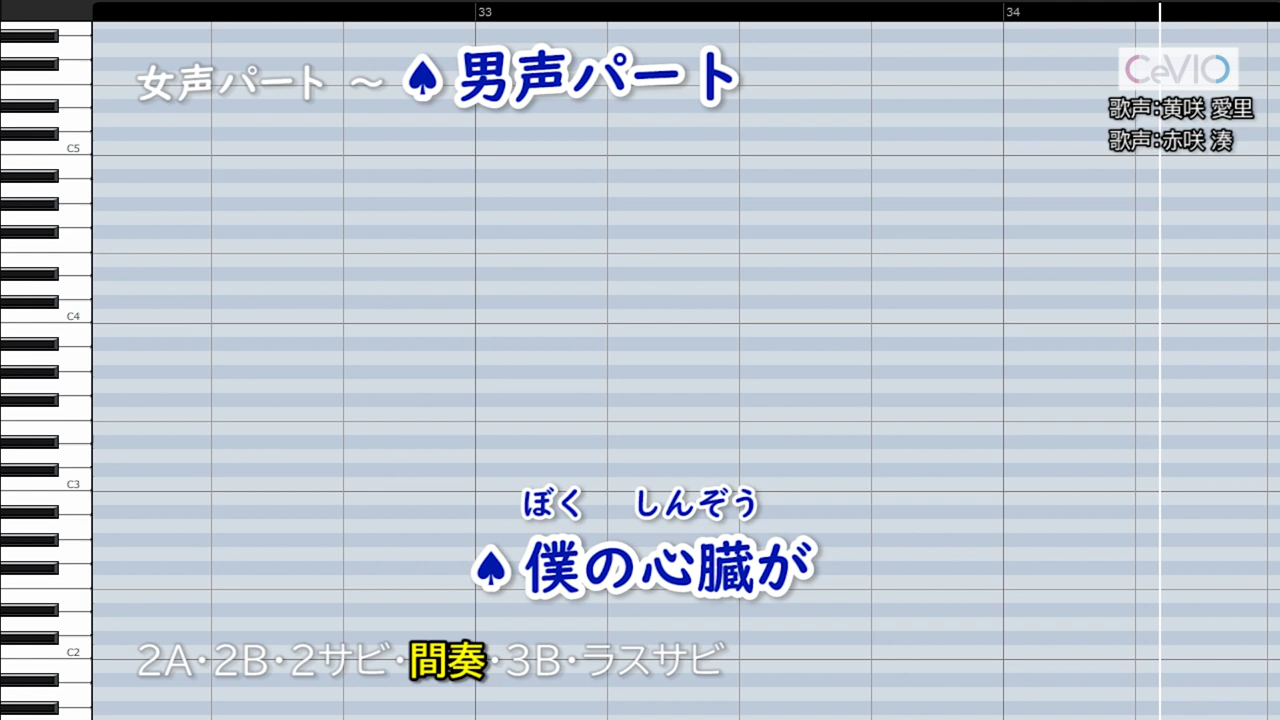 33
34
女声パート ～ ♠ 男声パート
CeVIO
歌声：黄咲 愛里
歌声：赤咲 湊
C5
C4
C3
ぼく しんぞう
♠ 僕の心臓が
C2
2A・2B・2サビ・間奏・3B・ラスサビ